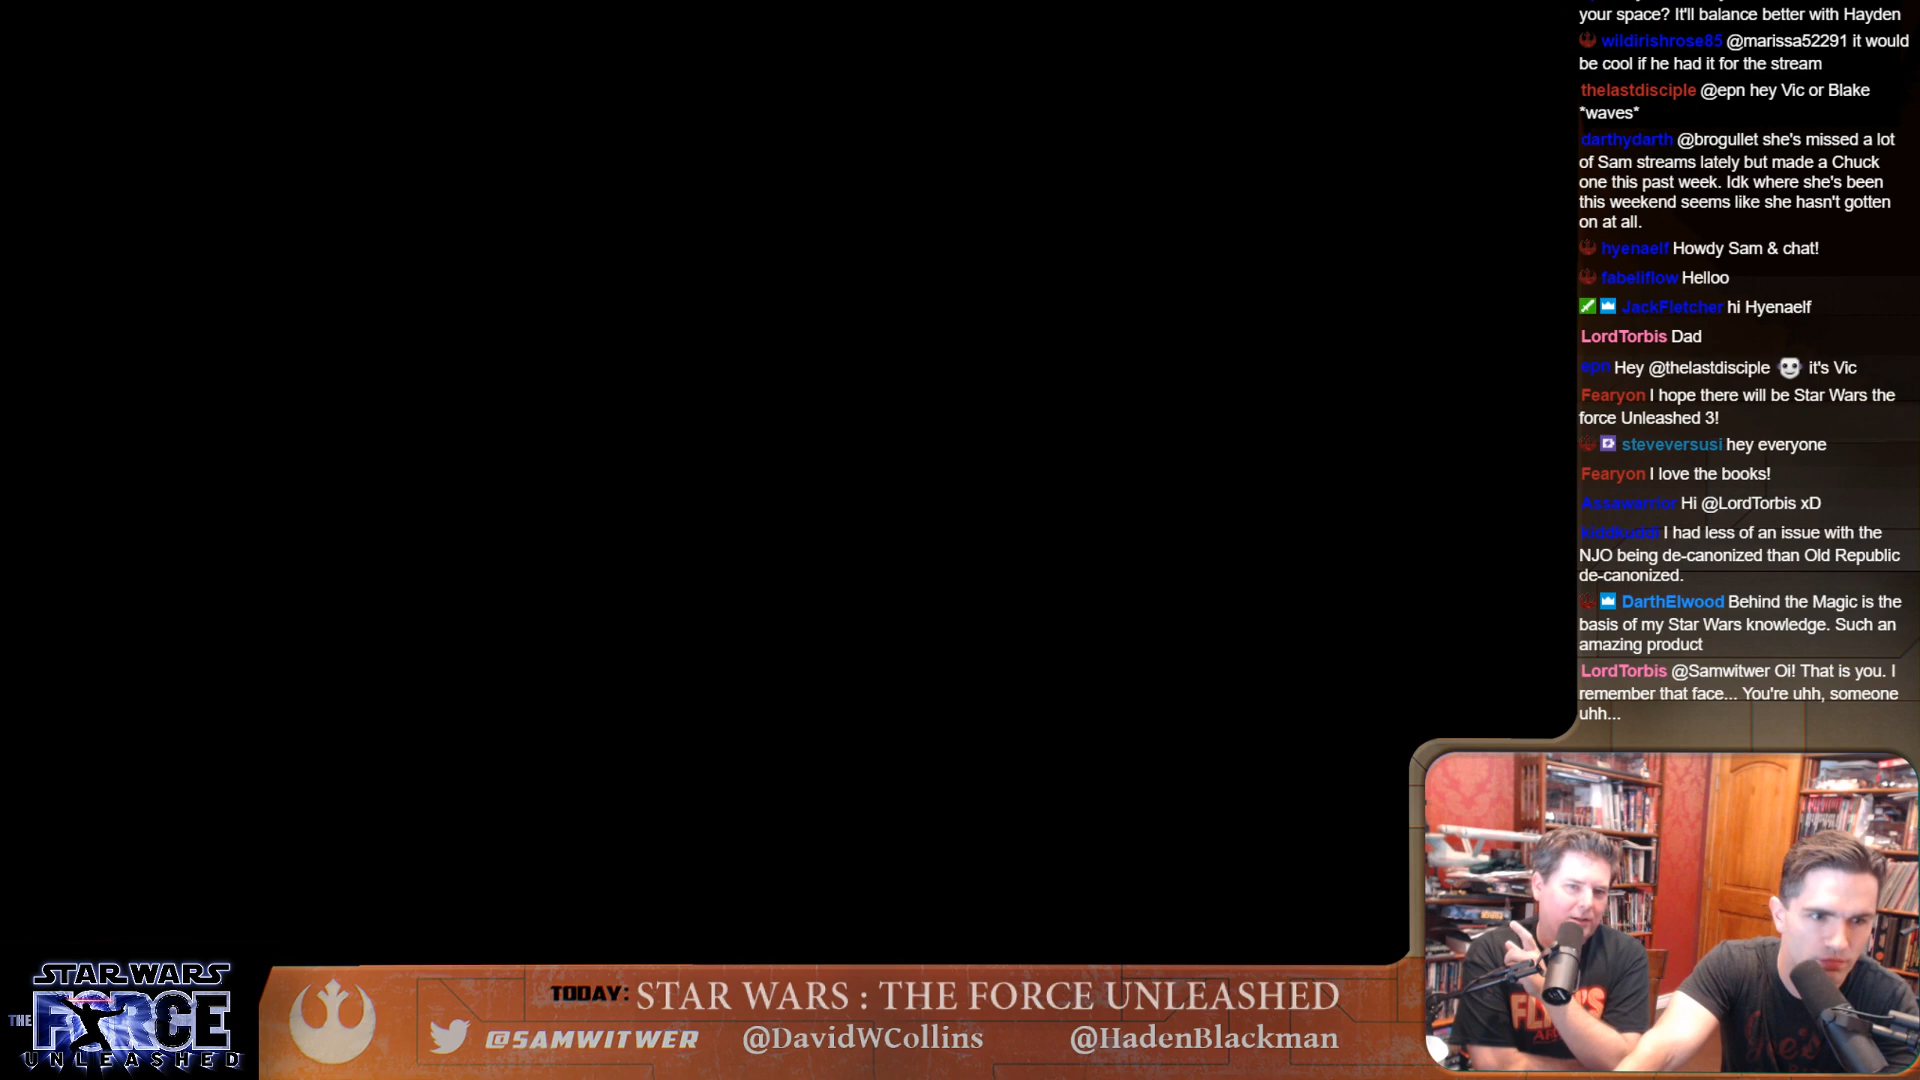 your space? It'll balance better with Hayden
wildirishrose85 @marissa52291 it would
be cool if he had it for the stream
thelastdisciple @epn hey Vic or Blake
*waves*
darthydarth @brogullet she's missed a lot
of Sam streams lately but made a Chuck
one this past week. Idk where she's been
this weekend seems like she hasn't gotten
on at all.
hyenaelf Howdy Sam & chat!
fabeliflow Helloo
JackFletcher hi Hyenaelf
LordTorbis Dad
epn Hey @thelastdisciple it's Vic
Fearyon I hope there will be Star Wars the
force Unleashed 3!
steveversusi hey everyone
Fearyon I love the books!
Assawarrior Hi @LordTorbis xD
kiddkuddi I had less of an issue with the
NJO being de-canonized than Old Republic
de-canonized.
DarthElwood Behind the Magic is the
basis of my Star Wars knowledge. Such an
amazing product
LordTorbis @Samwitwer Oi! That is you. I
remember that face... You're uhh, someone
uhh...
STAR WARS
THE FORCE
UNLEASHED
TODAY: STAR WARS : THE FORCE UNLEASHED
@SAMWITWER @DavidWCollins @HadenBlackman